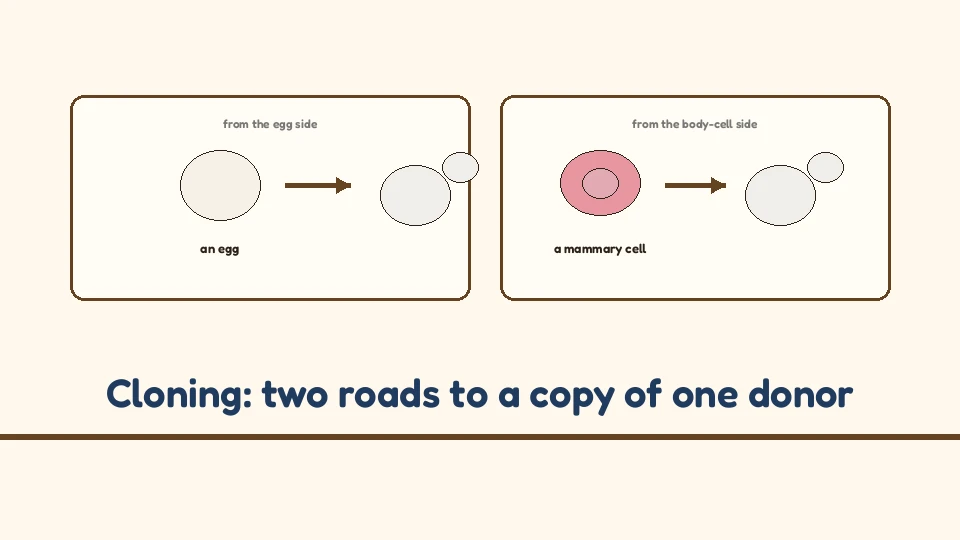 from the egg side
an egg
from the body-cell side
a mammary cell
Cloning: two roads to a copy of one donor